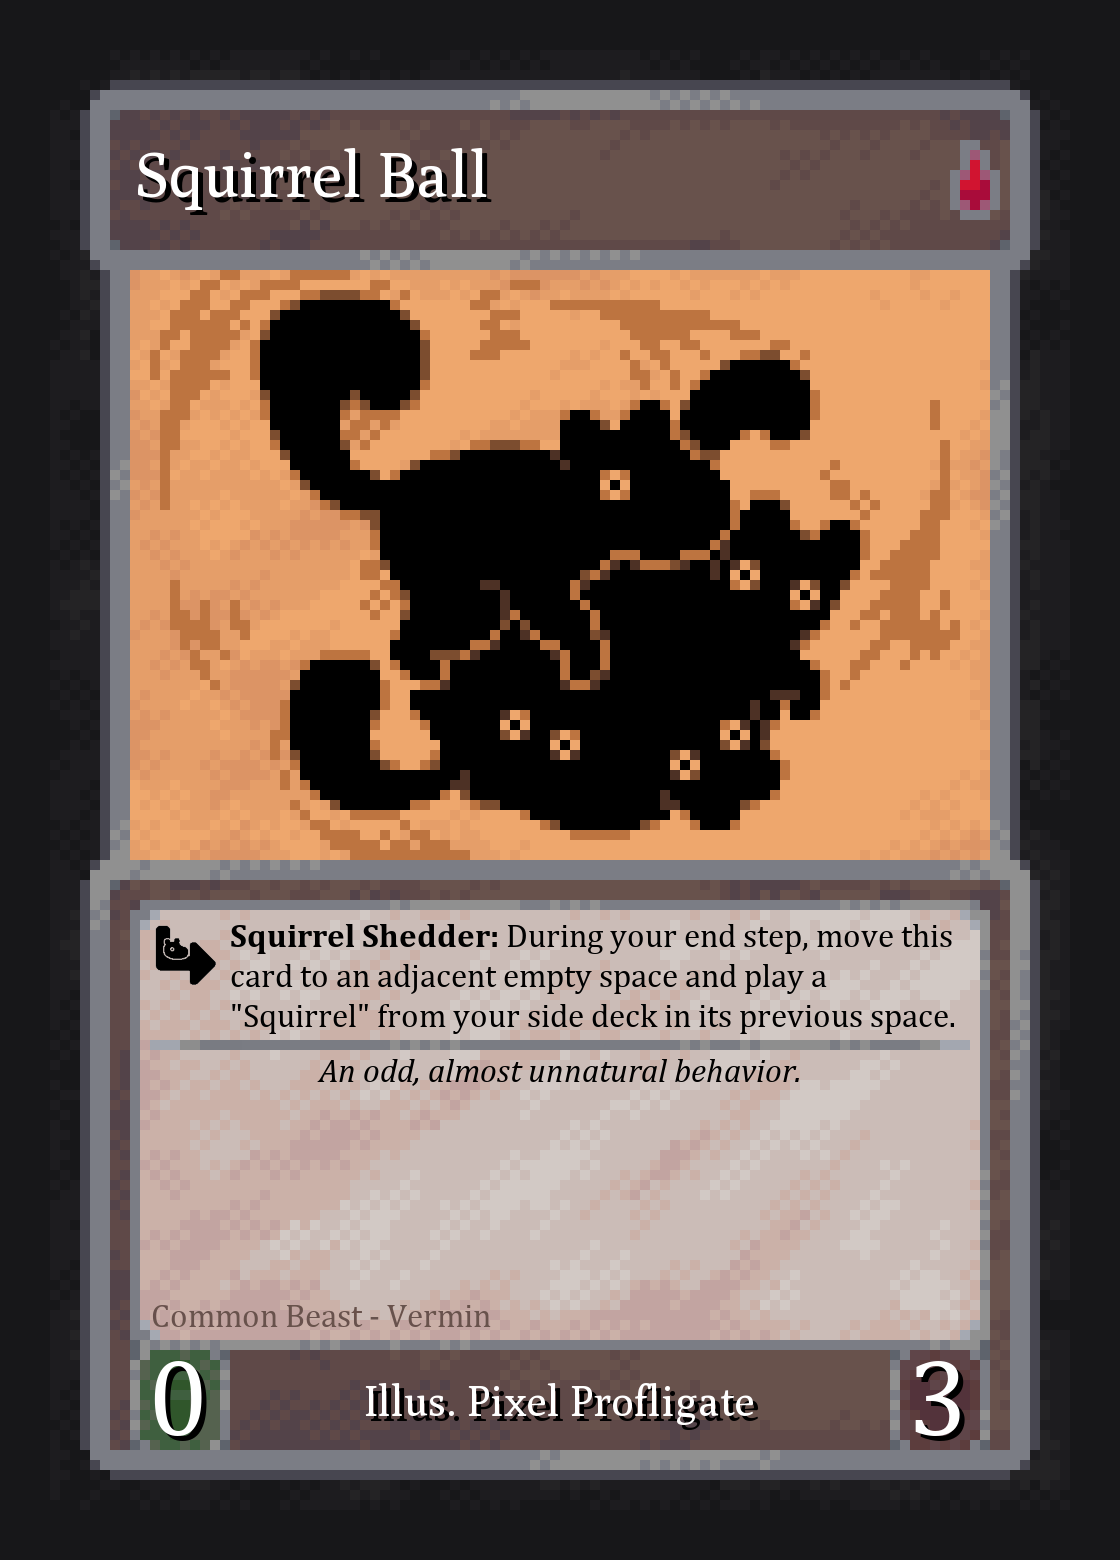 Squirrel Ball
Squirrel Shedder: During your end step, move this
card to an adjacent empty space and play a
"Squirrel" from your side deck in its previous space.
An odd, almost unnatural behavior.
Common Beast - Vermin
0
Illus. Pixel Profligate
3